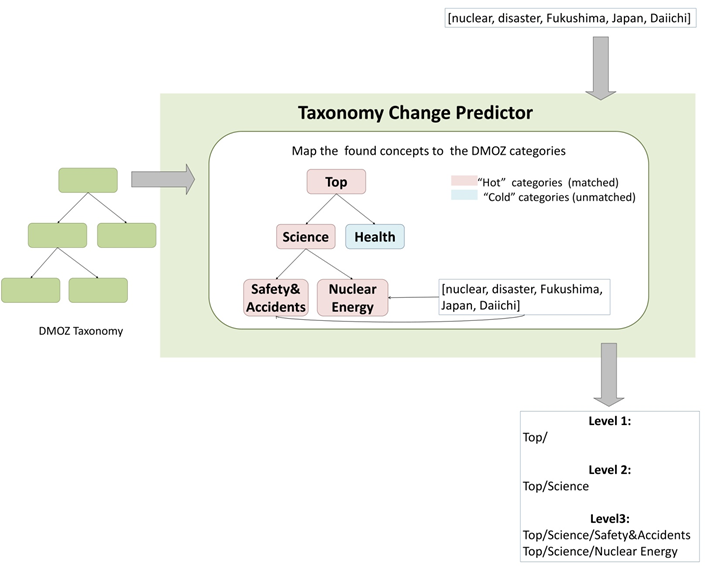 [nuclear, disaster, Fukushima, Japan, Daiichi]
Taxonomy Change Predictor
Map the found concepts to the DMOZ categories
Top
"Hot" categories (matched)
"Cold" categories (unmatched)
Science
Health
Safety&
Accidents
Nuclear
Energy
[nuclear, disaster, Fukushima,
Japan, Daiichi]
DMOZ Taxonomy
Level 1:
Top/
Level 2:
Top/Science
Level3:
Top/Science/Safety&Accidents
Top/Science/Nuclear Energy